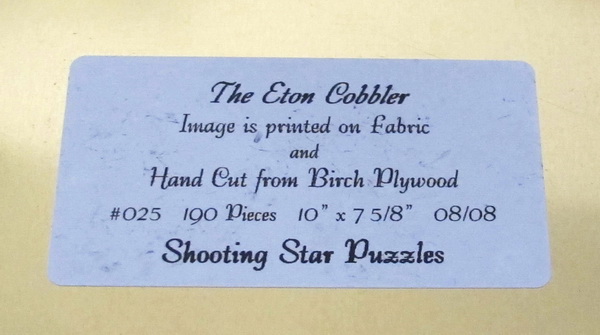 The Eton Cobbler
Image is printed on Fabric
and
Hand Cut from Birch Plywood
#025 190 Pieces 10” x 7 5/8” 08/08
Shooting Star Puzzles